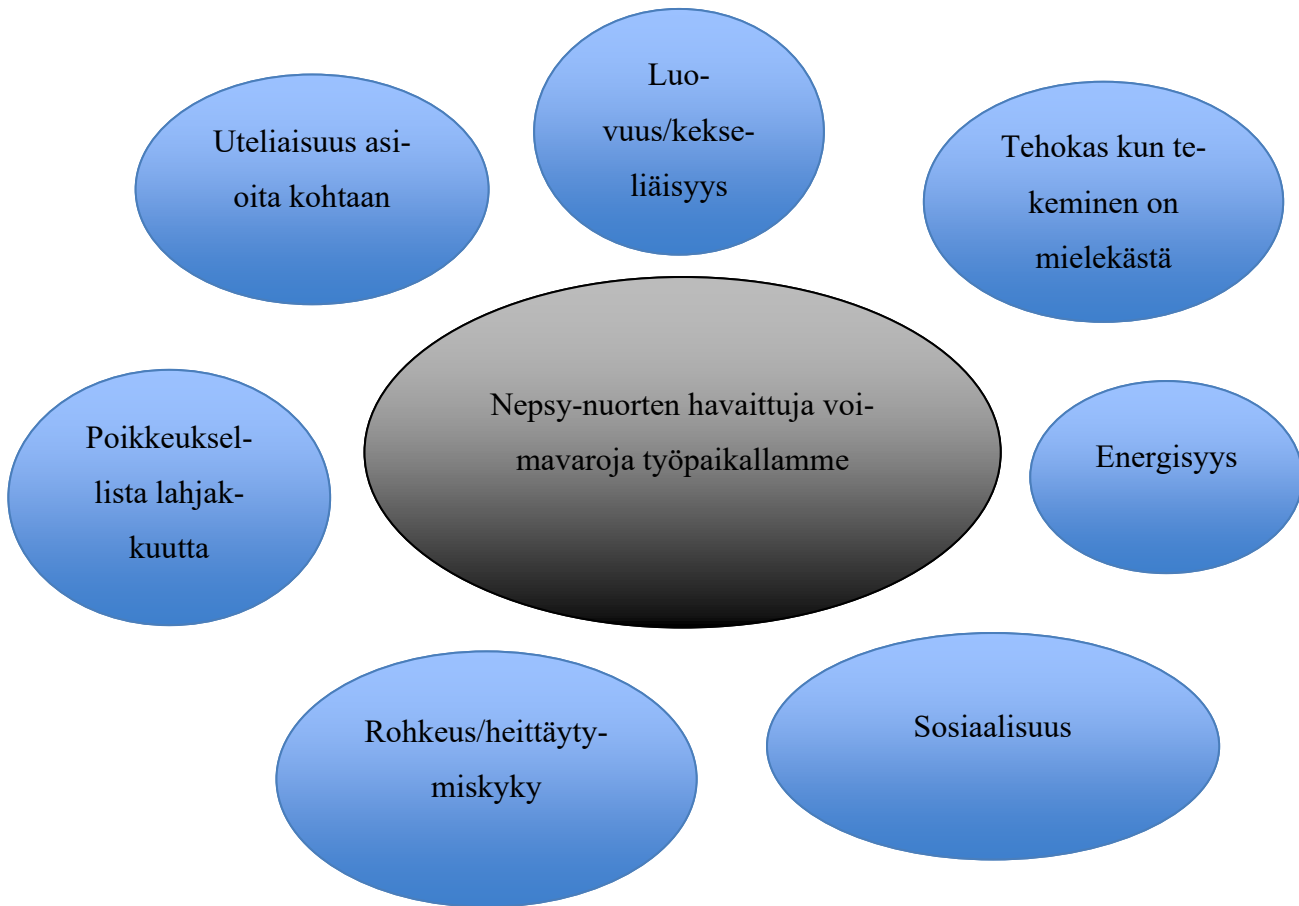 Luo-
vuus/kekse-
liäisyys
Uteliaisuus asi-
oita kohtaan
Tehokas kun te-
keminen on
mielekästä
Nepsy-nuorten havaittuja voi-
mavaroja työpaikallamme
Poikkeuksel-
lista lahjak-
kuutta
Energisyys
Rohkeus/heittäyty-
miskyky
Sosiaalisuus